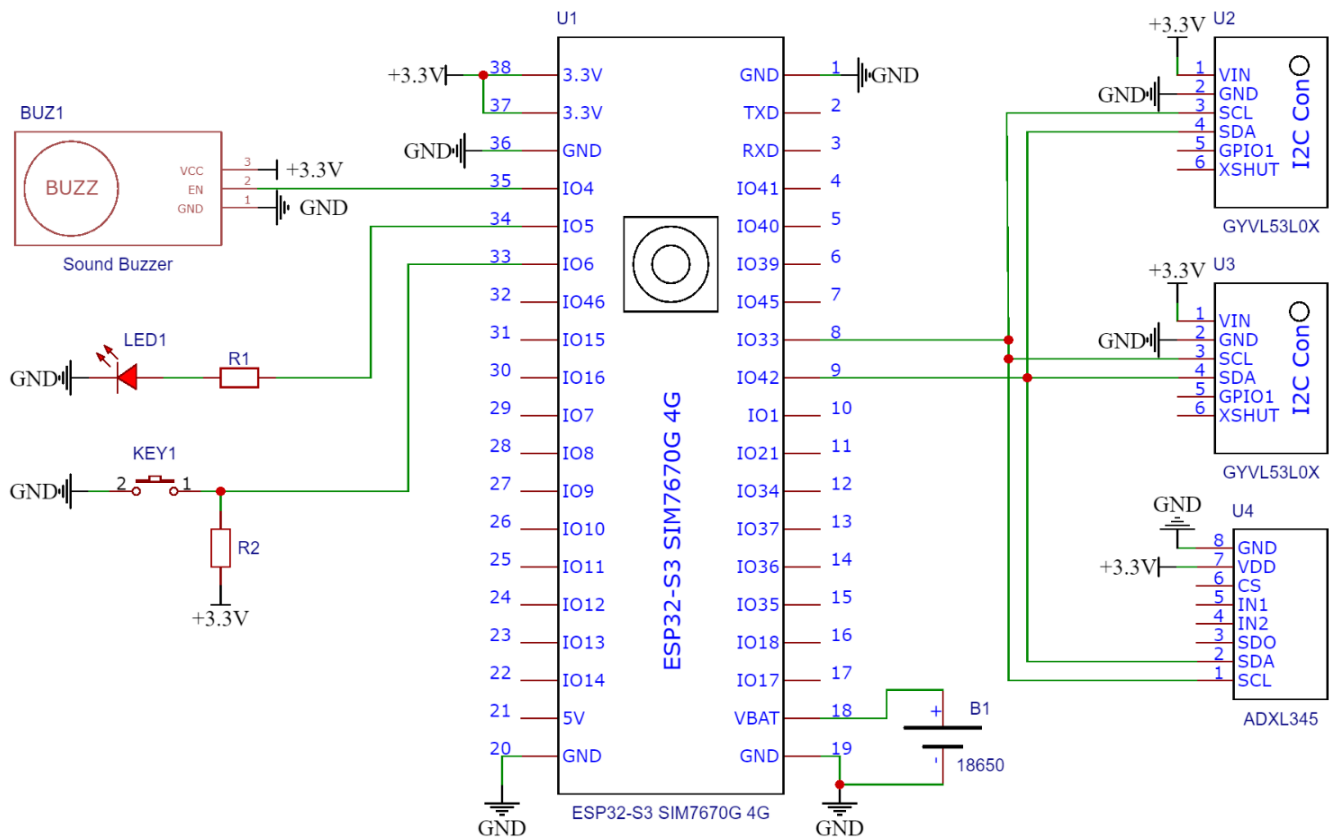 U1
ESP32-S3 SIM7670G 4G
+3.3V
38 3.3V
37 3.3V
GND 36 GND
35 IO4
34 IO5
33 IO6
32 IO46
31 IO15
30 IO16
29 IO7
28 IO8
27 IO9
26 IO10
25 IO11
24 IO12
23 IO13
22 IO14
21 5V
20 GND
GND
GND 1 GND
TXD 2
RXD 3
IO41 4
IO40 5
IO39 6
IO45 7
IO33 8
IO42 9
IO1 10
IO21 11
IO34 12
IO37 13
IO36 14
IO35 15
IO18 16
IO17 17
VBAT 18
GND 19
GND
ESP32-S3 SIM7670G 4G
BUZ1
BUZZ
VCC 3 +3.3V
EN 2
GND 1 GND
Sound Buzzer
LED1
R1
GND
KEY1
GND 2 1
R2
+3.3V
B1
+
-
18650
U2
+3.3V
1 VIN
GND 2 GND
3 SCL
4 SDA
5 GPIO1
6 XSHUT
I2C Con
GYVL53L0X
U3
+3.3V
1 VIN
GND 2 GND
3 SCL
4 SDA
5 GPIO1
6 XSHUT
I2C Con
GYVL53L0X
U4
GND
8 GND
+3.3V 7 VDD
6 CS
5 IN1
4 IN2
3 SDO
2 SDA
1 SCL
ADXL345